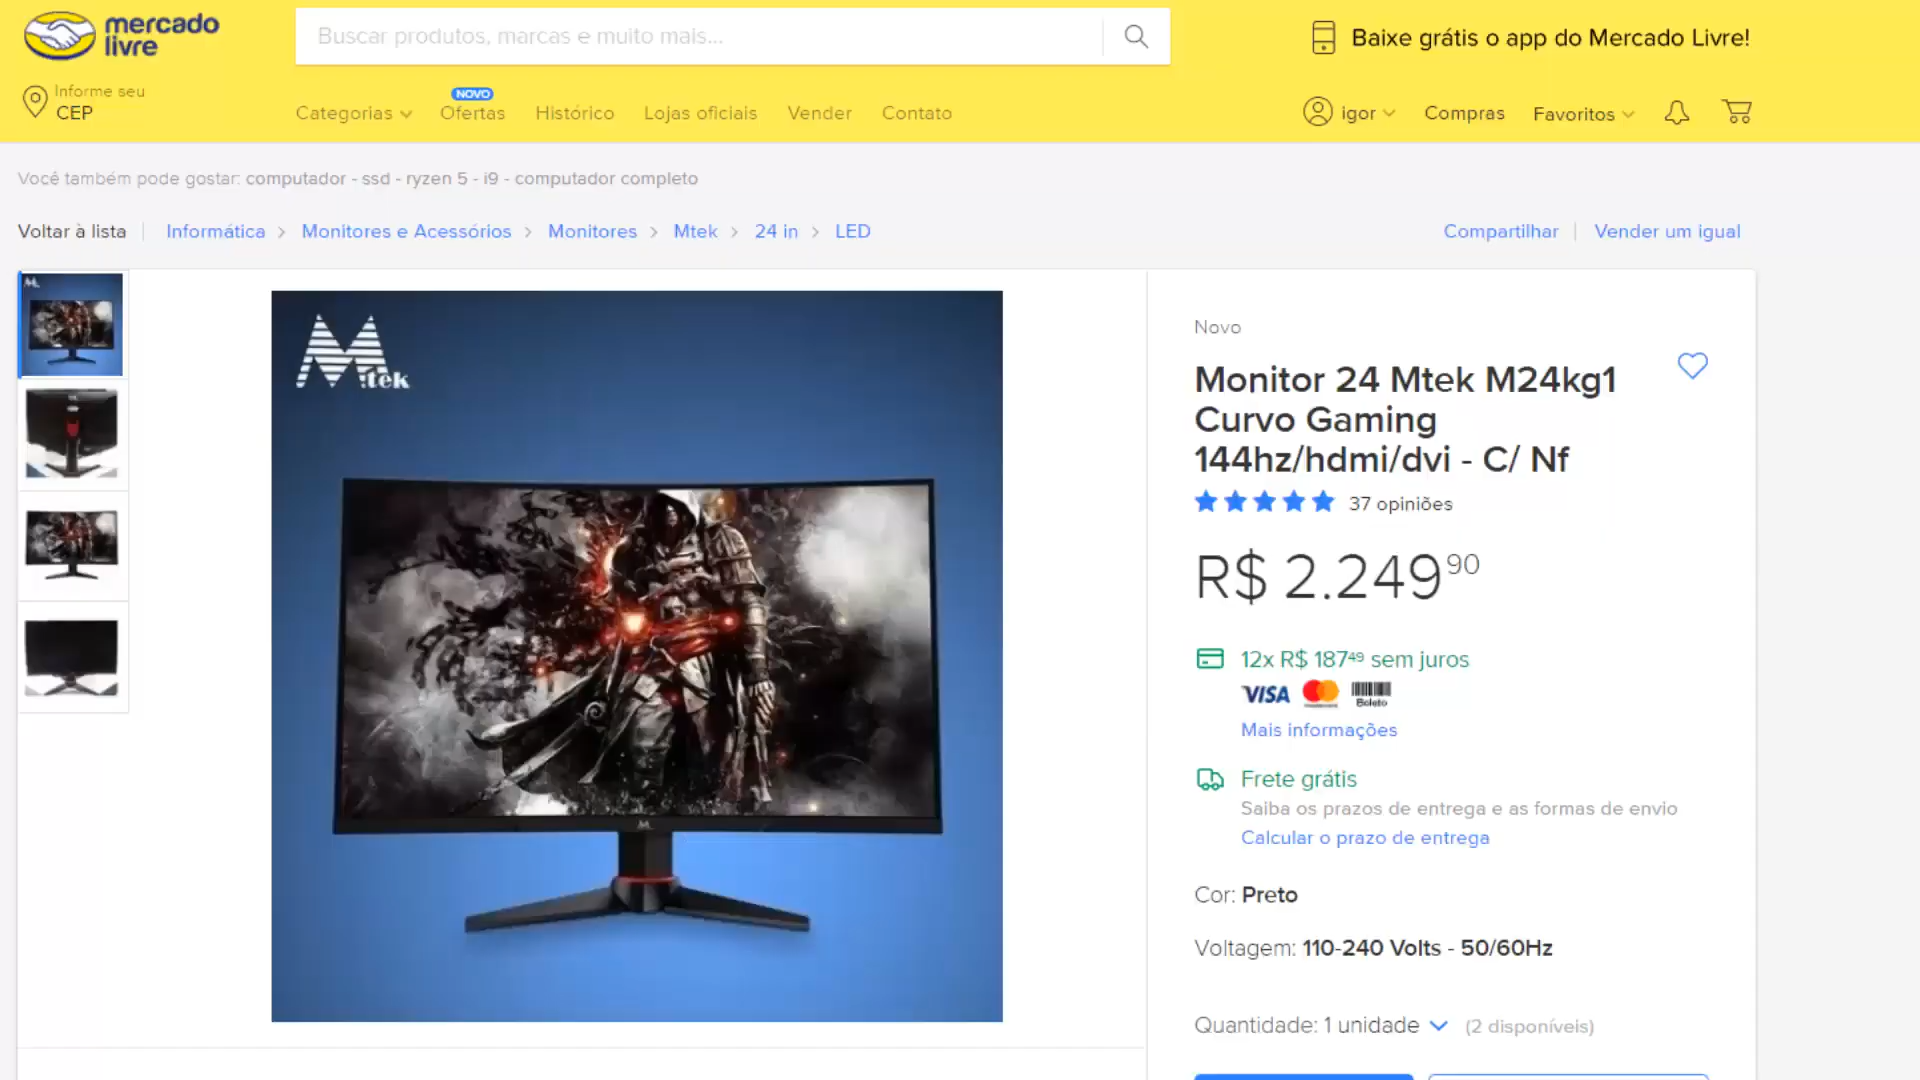 mercado
livre
Buscar produtos, marcas e muito mais...
Baixe grátis o app do Mercado Livre!
Informe seu
CEP
Categorias
NOVO
Ofertas
Histórico
Lojas oficiais
Vender
Contato
igor
Compras
Favoritos
Você também pode gostar: computador - ssd - ryzen 5 - i9 - computador completo
Voltar à lista
Informática > Monitores e Acessórios > Monitores > Mtek > 24 in > LED
Compartilhar
Vender um igual
M.tek
Novo
Monitor 24 Mtek M24kg1
Curvo Gaming
144hz/hdmi/dvi - C/ Nf
37 opiniões
R$ 2.249 90
12x R$ 187 49 sem juros
VISA
Boleto
Mais informações
Frete grátis
Saiba os prazos de entrega e as formas de envio
Calcular o prazo de entrega
Cor: Preto
Voltagem: 110-240 Volts - 50/60Hz
Quantidade: 1 unidade
(2 disponíveis)